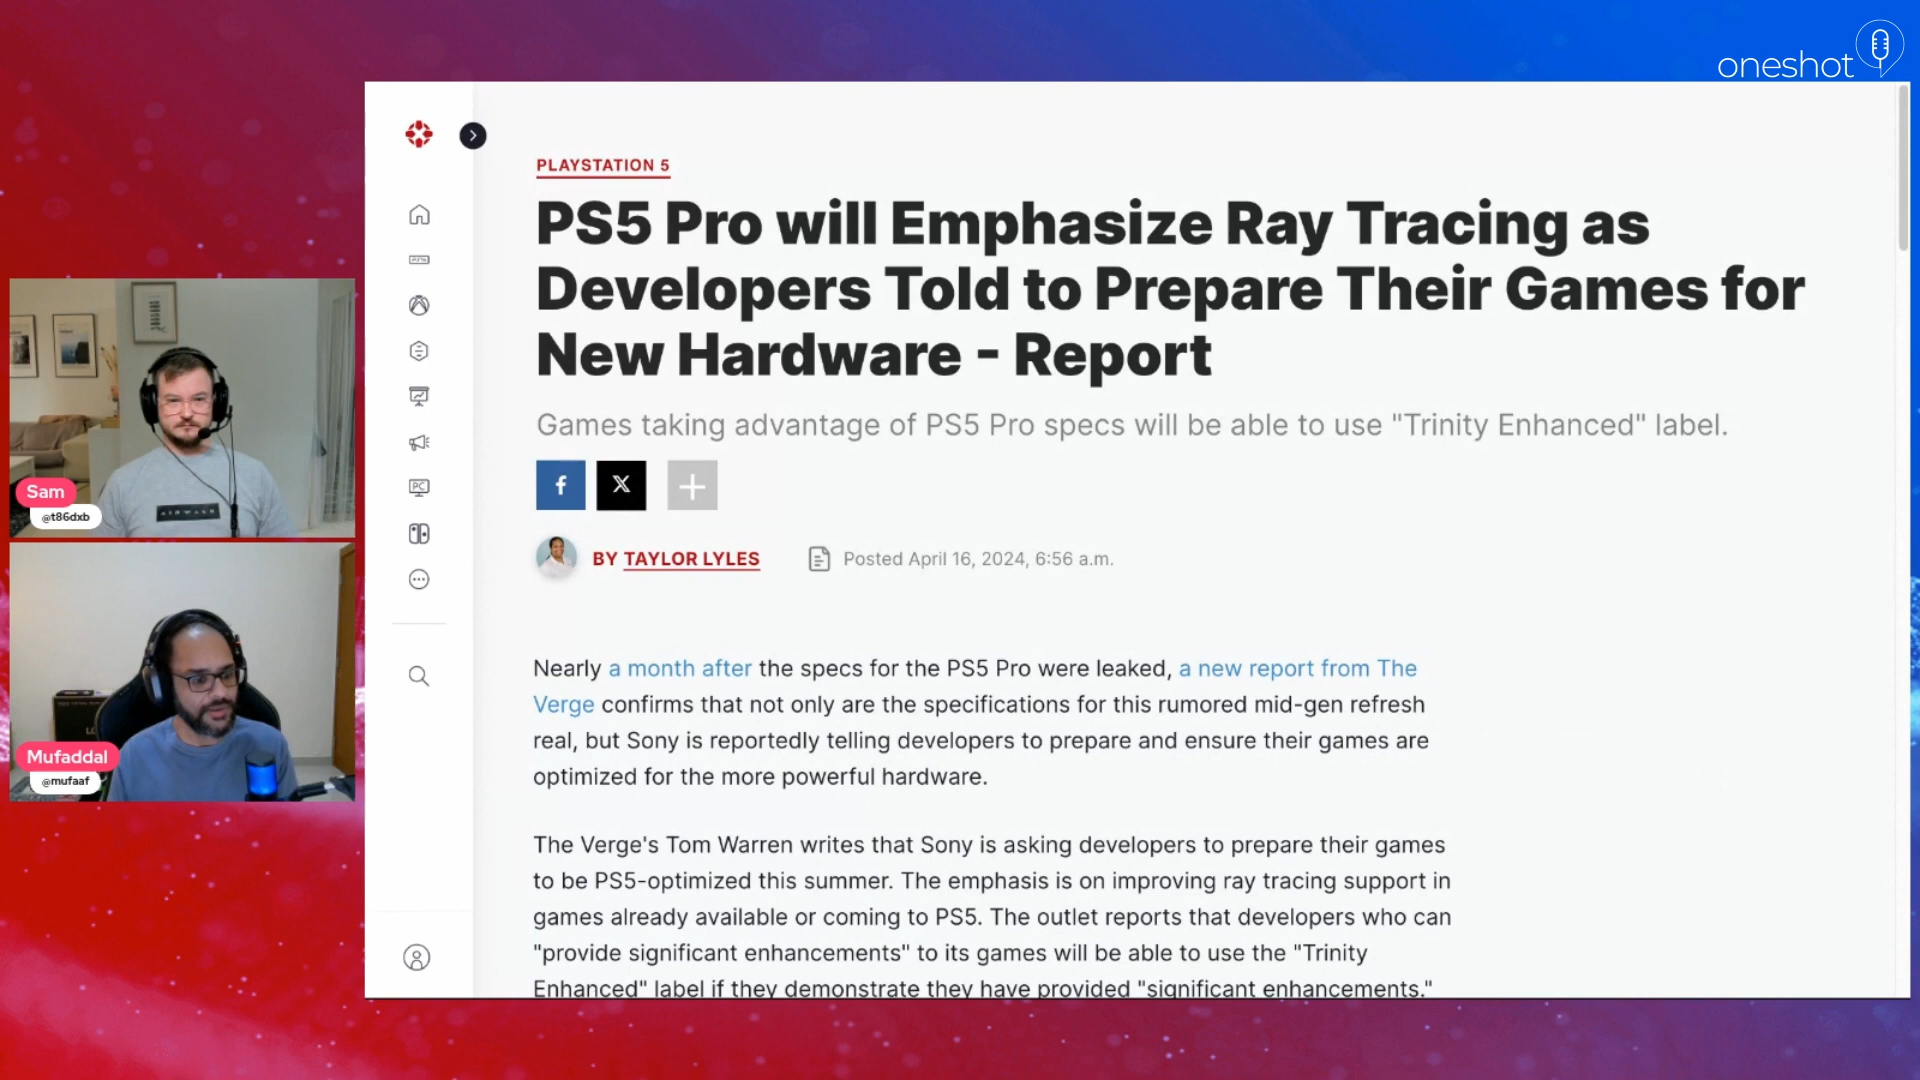 oneshot
PLAYSTATION 5
PS5 Pro will Emphasize Ray Tracing as
Developers Told to Prepare Their Games for
New Hardware - Report
Games taking advantage of PS5 Pro specs will be able to use "Trinity Enhanced" label.
BY TAYLOR LYLES
Posted April 16, 2024, 6:56 a.m.
Nearly a month after the specs for the PS5 Pro were leaked, a new report from The
Verge confirms that not only are the specifications for this rumored mid-gen refresh
real, but Sony is reportedly telling developers to prepare and ensure their games are
optimized for the more powerful hardware.
The Verge's Tom Warren writes that Sony is asking developers to prepare their games
to be PS5-optimized this summer. The emphasis is on improving ray tracing support in
games already available or coming to PS5. The outlet reports that developers who can
"provide significant enhancements" to its games will be able to use the "Trinity
Enhanced" label if they demonstrate they have provided "significant enhancements."
PC
Sam
@t86dxb
Mufaddal
@mufaaf